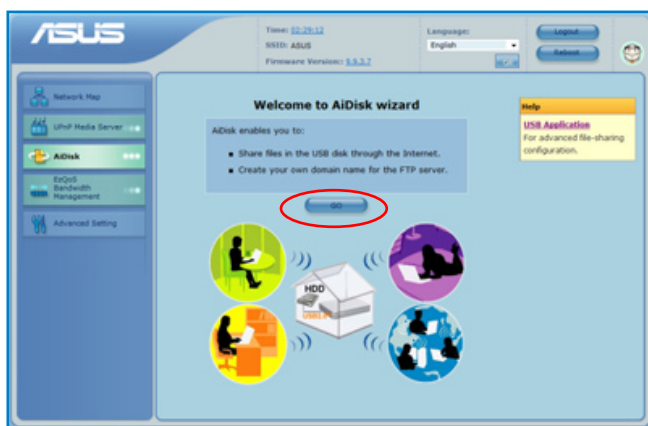 ASUS
Time: 02:29:12
SSID: ASUS
Firmware Version: 9.9.3.7
Language:
English
Logout
Reboot
Network Map
UPnP Media Server
AiDisk
EzQoS
Bandwidth
Management
Advanced Setting
Welcome to AiDisk wizard
AiDisk enables you to:
Share files in the USB disk through the Internet.
Create your own domain name for the FTP server.
GO
HDD
Help
USB Application
For advanced file-sharing
configuration.